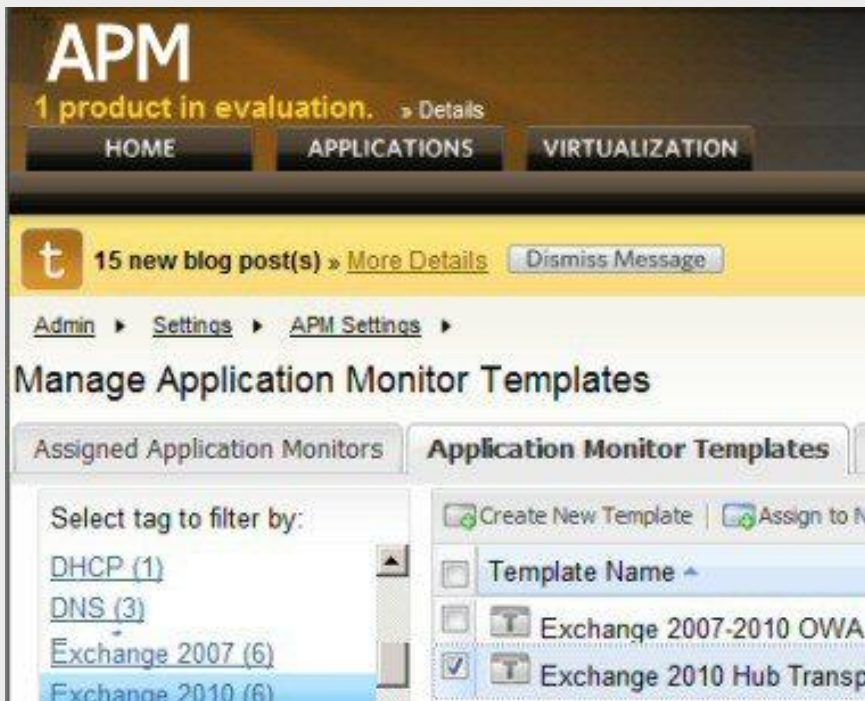 APM
1 product in evaluation. » Details
HOME APPLICATIONS VIRTUALIZATION
t 15 new blog post(s) » More Details Dismiss Message
Admin ▸ Settings ▸ APM Settings ▸
Manage Application Monitor Templates
Assigned Application Monitors Application Monitor Templates
Select tag to filter by:
DHCP (1)
DNS (3)
Exchange 2007 (6)
Exchange 2010 (6)
Create New Template | Assign to N
Template Name
T Exchange 2007-2010 OWA
T Exchange 2010 Hub Transp